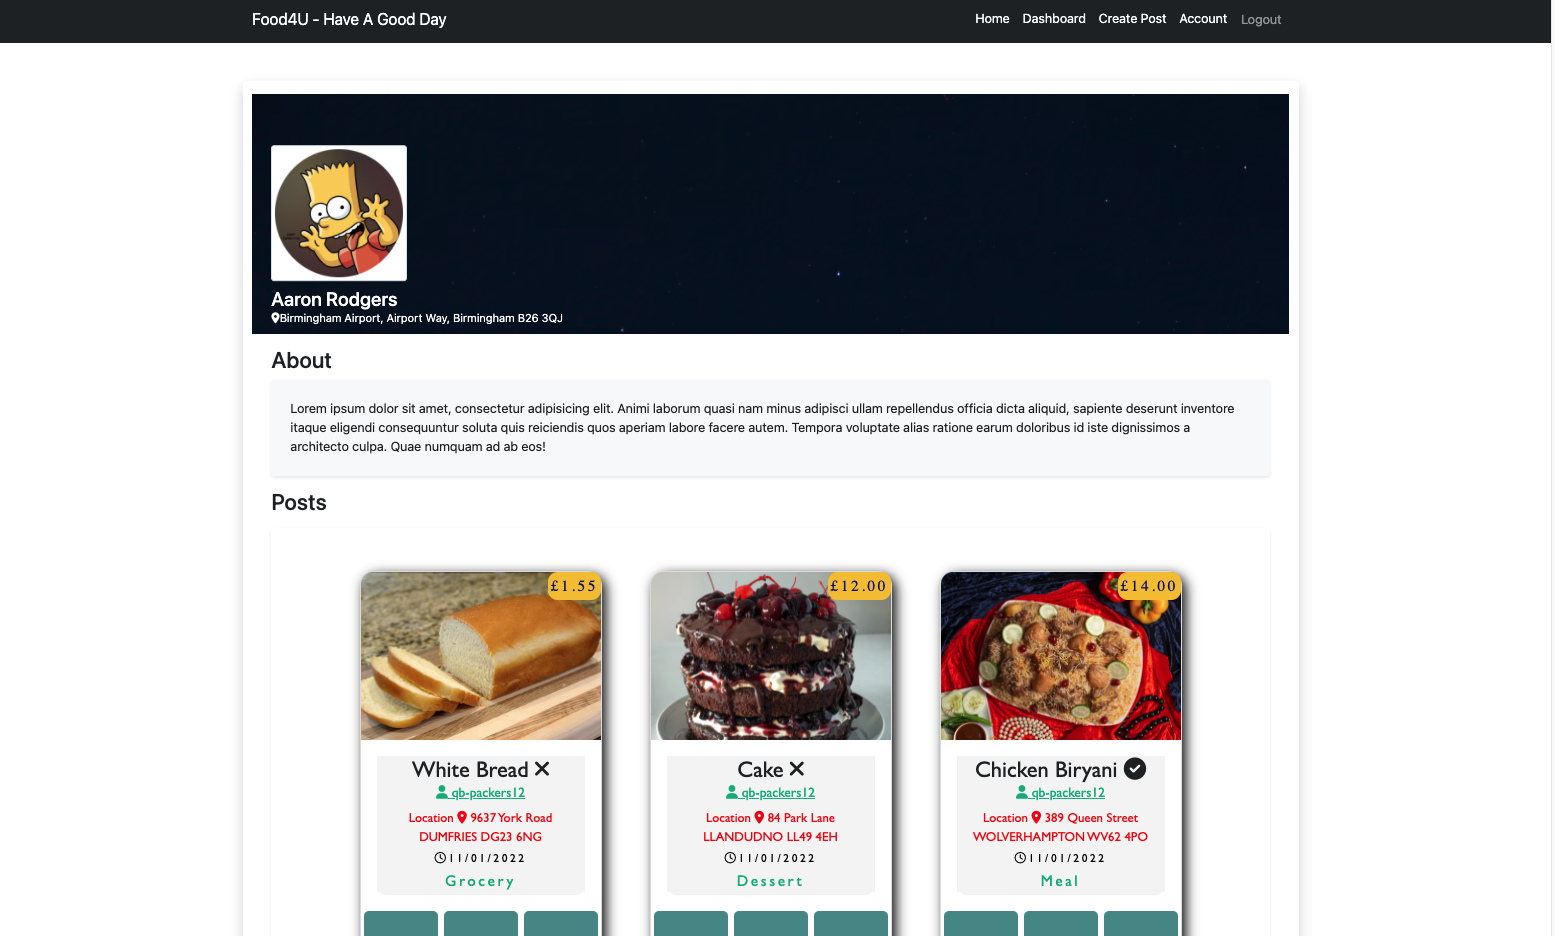 Food4U - Have A Good Day
Home Dashboard Create Post Account Logout
Aaron Rodgers
Birmingham Airport, Airport Way, Birmingham B26 3QJ
About
Lorem ipsum dolor sit amet, consectetur adipisicing elit. Animi laborum quasi nam minus adipisci ullam repellendus officia dicta aliquid, sapiente deserunt inventore
itaque eligendi consequuntur soluta quis reiciendis quos aperiam labore facere autem. Tempora voluptate alias ratione earum doloribus id iste dignissimos a
architecto culpa. Quae numquam ad ab eos!
Posts
£1.55
White Bread
qb-packers12
Location 9637 York Road
DUMFRIES DG23 6NG
11/01/2022
Grocery
£12.00
Cake
qb-packers12
Location 84 Park Lane
LLANDUDNO LL49 4EH
11/01/2022
Dessert
£14.00
Chicken Biryani
qb-packers12
Location 389 Queen Street
WOLVERHAMPTON WV62 4PO
11/01/2022
Meal